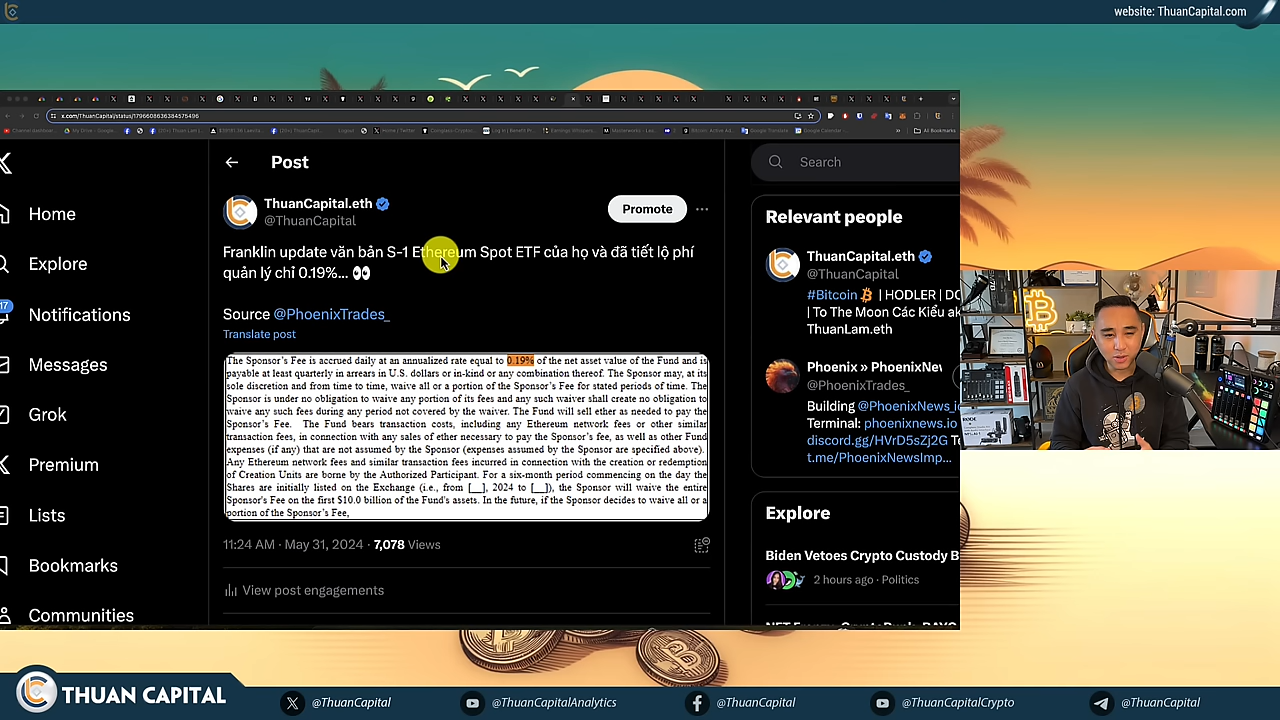 website: ThuanCapital.com
x.com/ThuanCapital/status/1796608636384575496
All Bookmarks
Post
Search
Home
Explore
17
Notifications
Messages
Grok
Premium
Lists
Bookmarks
Communities
ThuanCapital.eth
@ThuanCapital
Promote
Franklin update văn bản S-1 Ethereum Spot ETF của họ và đã tiết lộ phí
quản lý chỉ 0.19%... 👀
Source @PhoenixTrades_
Translate post
The Sponsor's Fee is accrued daily at an annualized rate equal to 0.19% of the net asset value of the Fund and is
payable at least quarterly in arrears in U.S. dollars or in-kind or any combination thereof. The Sponsor may, at its
sole discretion and from time to time, waive all or a portion of the Sponsor's Fee for stated periods of time. The
Sponsor is under no obligation to waive any portion of its fees and any such waiver shall create no obligation to
waive any such fees during any period not covered by the waiver. The Fund will sell ether as needed to pay the
Sponsor's Fee. The Fund bears transaction costs, including any Ethereum network fees or other similar
transaction fees, in connection with any sales of ether necessary to pay the Sponsor's fee, as well as other Fund
expenses (if any) that are not assumed by the Sponsor (expenses assumed by the Sponsor are specified above).
Any Ethereum network fees and similar transaction fees incurred in connection with the creation or redemption
of Creation Units are borne by the Authorized Participant. For a six-month period commencing on the day the
Shares are initially listed on the Exchange (i.e., from [__], 2024 to [__]), the Sponsor will waive the entire
Sponsor's Fee on the first $10.0 billion of the Fund's assets. In the future, if the Sponsor decides to waive all or a
portion of the Sponsor's Fee,
11:24 AM · May 31, 2024 · 7,078 Views
View post engagements
Relevant people
ThuanCapital.eth
@ThuanCapital
#Bitcoin | HODLER | DO
| To The Moon Các Kiểu ak
ThuanLam.eth
Phoenix » PhoenixNew
@PhoenixTrades_
Building @PhoenixNews_i
Terminal: phoenixnews.io
discord.gg/HVrD5sZj2G T
t.me/PhoenixNewsImp...
Explore
Biden Vetoes Crypto Custody B
2 hours ago · Politics
THUAN CAPITAL
@ThuanCapital
@ThuanCapitalAnalytics
@ThuanCapital
@ThuanCapitalCrypto
@ThuanCapital